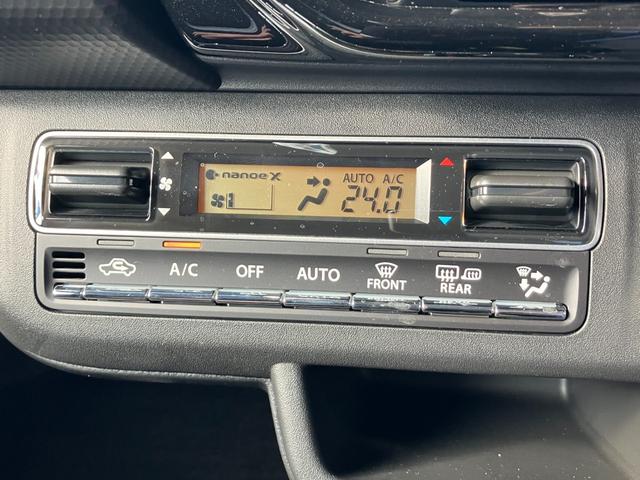 nanoe X AUTO A/C
24.0
A/C OFF AUTO FRONT REAR